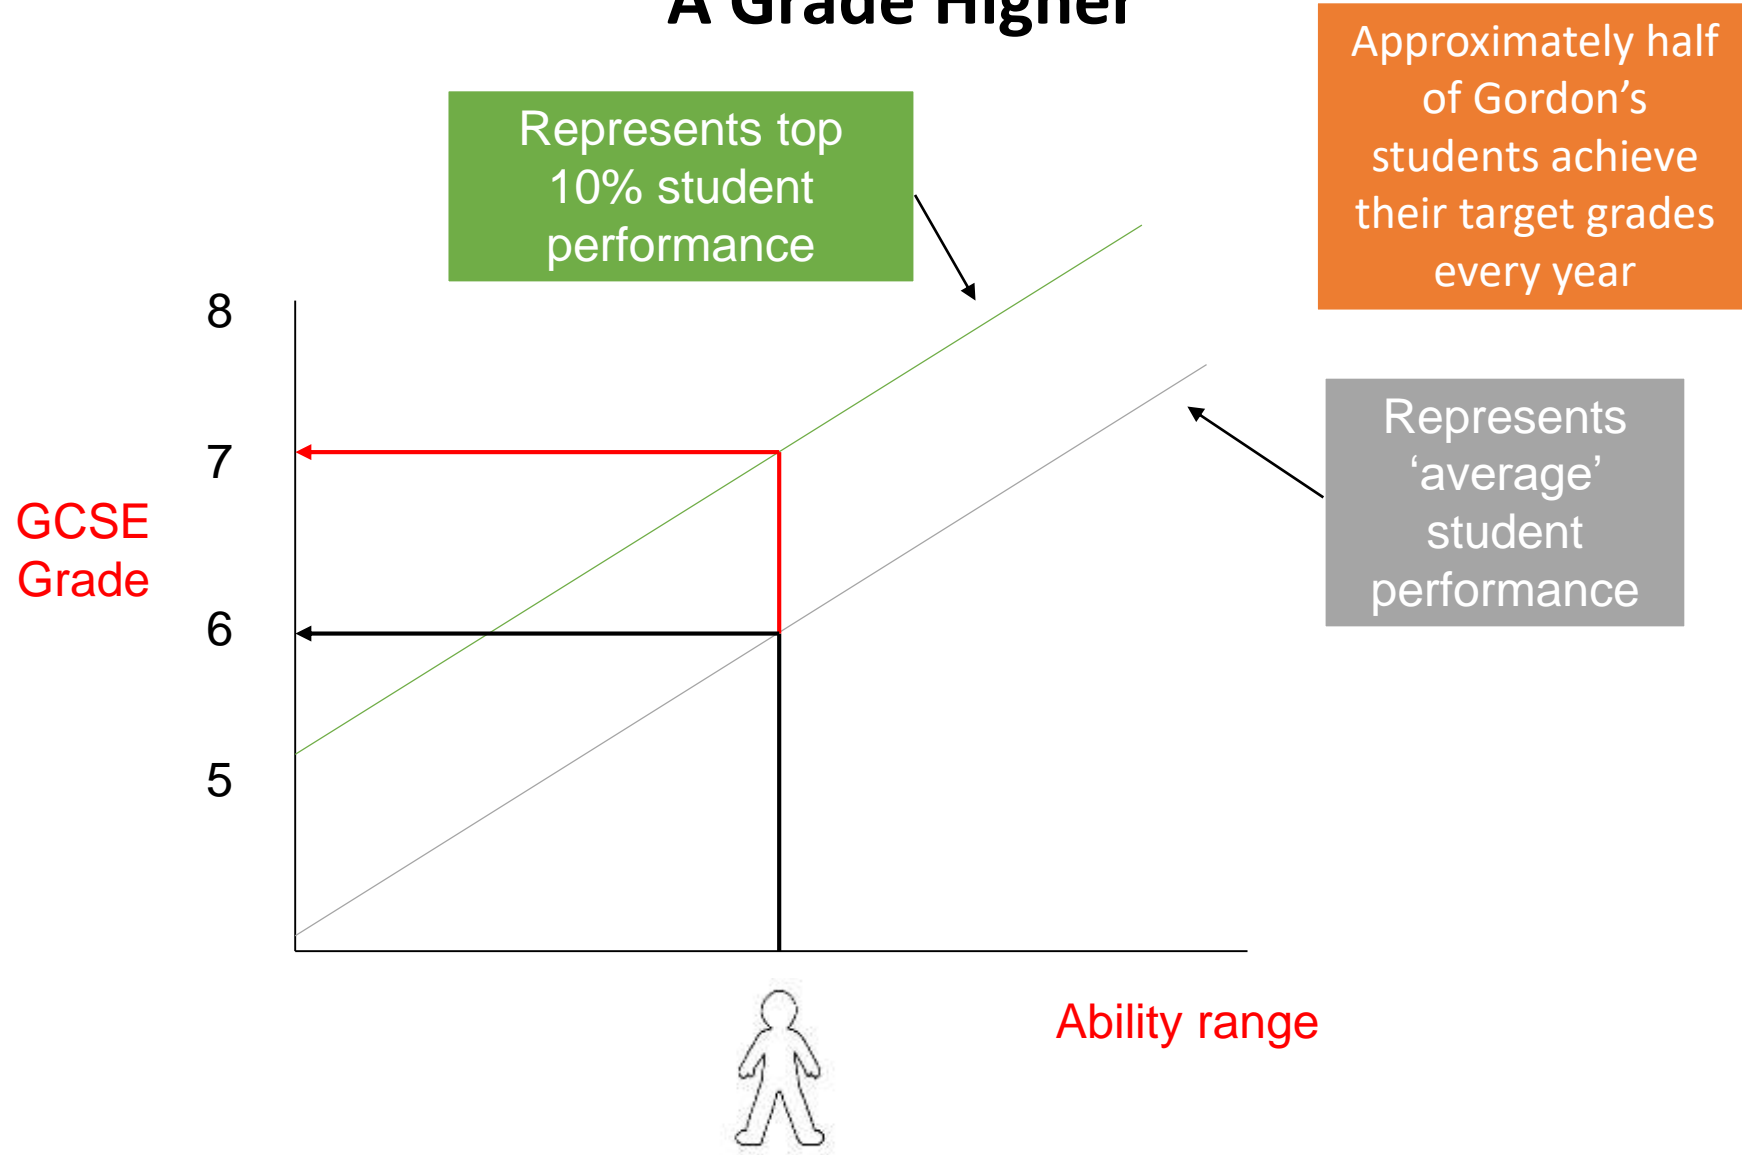 A Grade Higher
Approximately half
of Gordon’s
students achieve
their target grades
every year
Represents top
10% student
performance
8
7
6
5
GCSE
Grade
Represents
‘average’
student
performance
Ability range